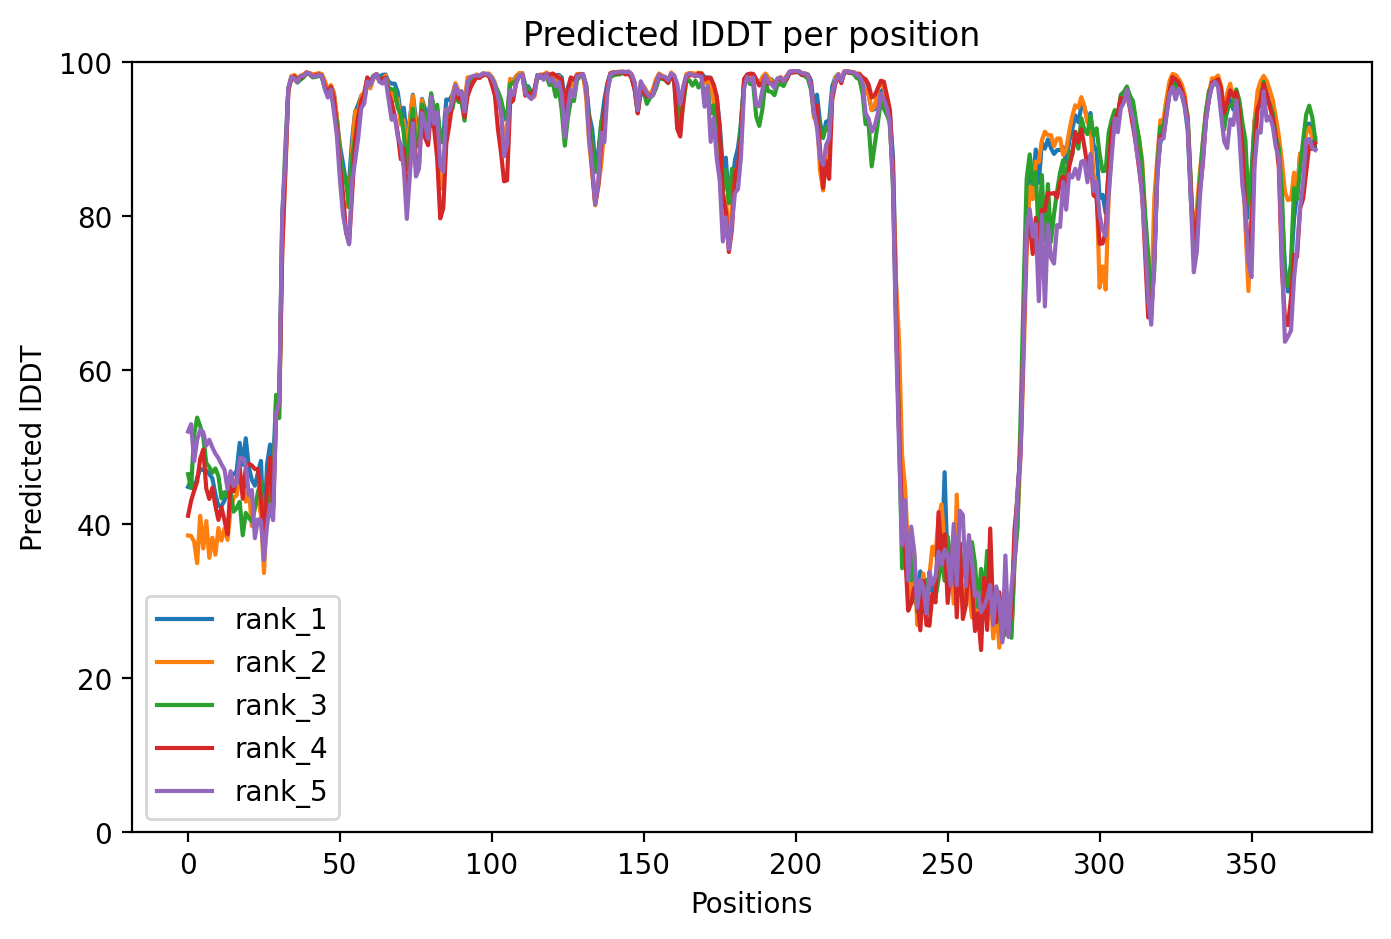 Predicted lDDT per position
100
80
60
40
20
0
Predicted lDDT
rank_1
rank_2
rank_3
rank_4
rank_5
0 50 100 150 200 250 300 350
Positions